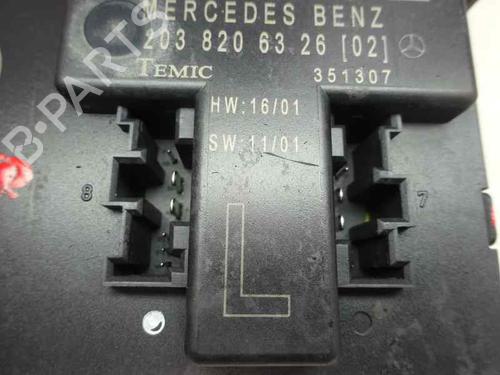 MERCEDES BENZ
203 820 63 26 [02]
TEMIC 351307
HW:16/01
SW:11/01
8 7
L
B-PARTS